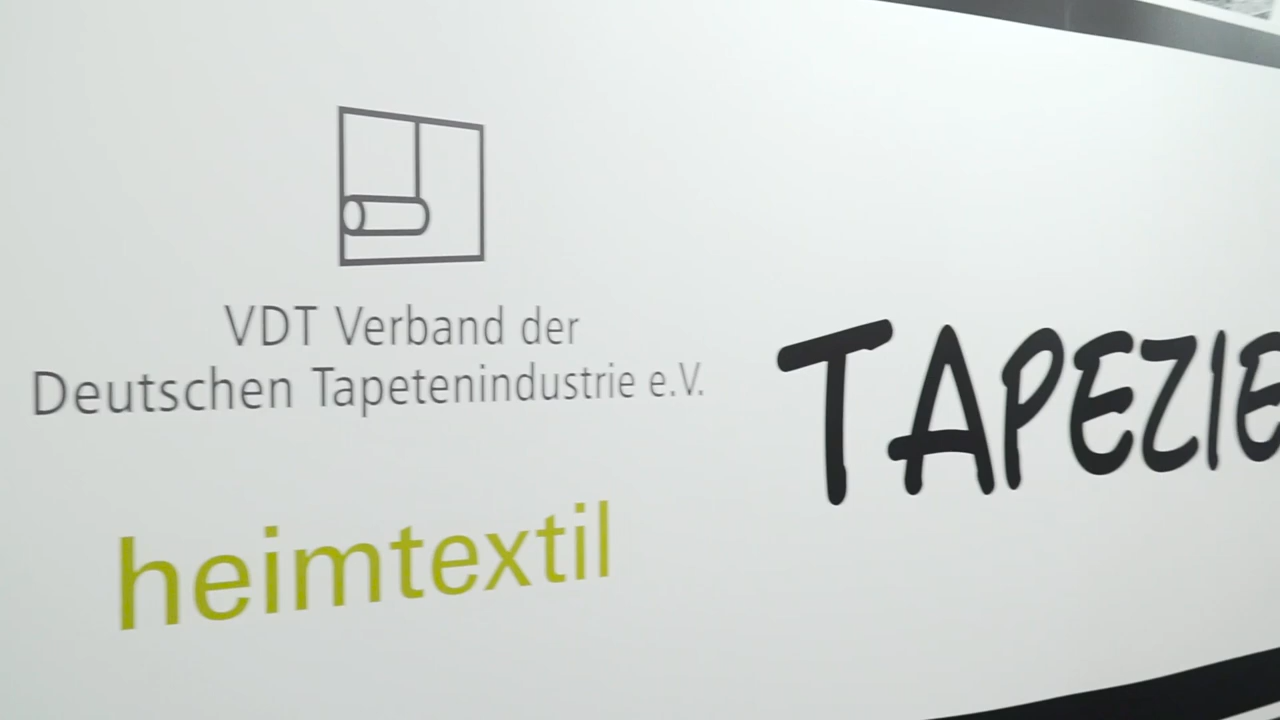 VDT Verband der
Deutschen Tapetenindustrie e.V.
heimtextil
TAPEZIE